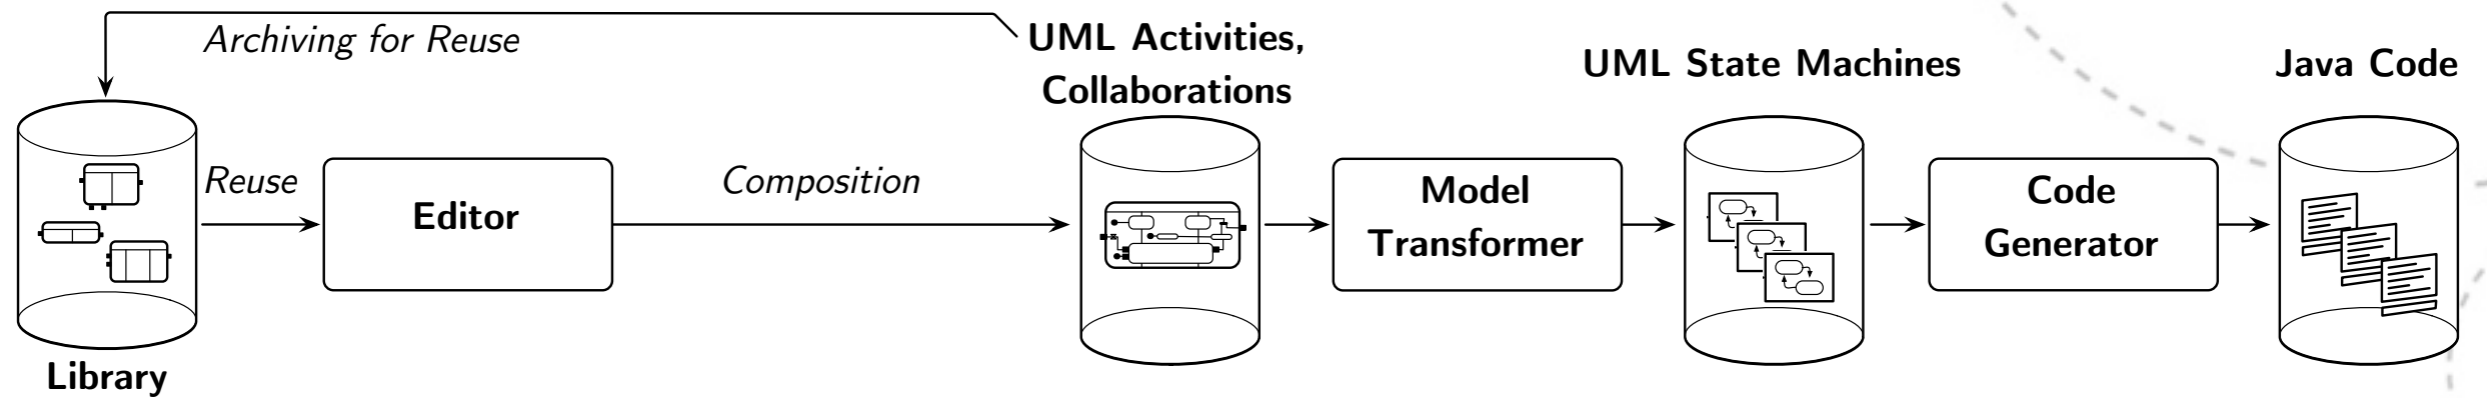 Archiving for Reuse
UML Activities,
Collaborations
UML State Machines
Java Code
Reuse
Editor
Composition
Model
Transformer
Code
Generator
Library